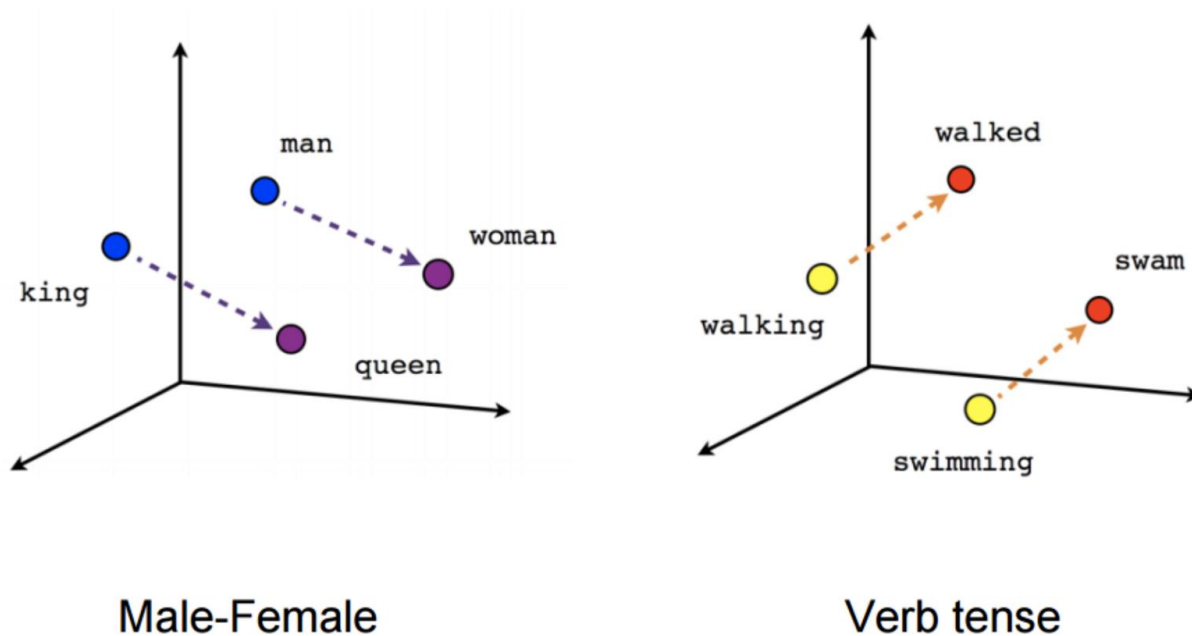 man
woman
king
queen
Male-Female
walked
swam
walking
swimming
Verb tense